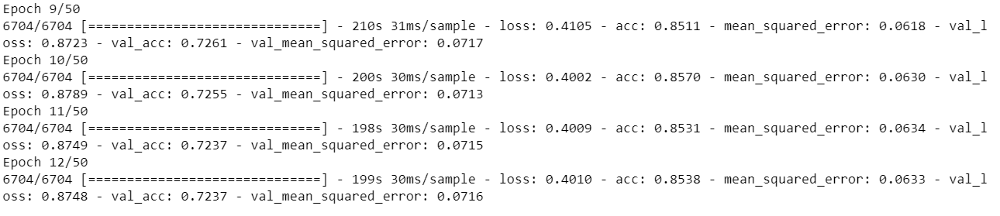 Epoch 9/50
6704/6704 [==============================] - 210s 31ms/sample - loss: 0.4105 - acc: 0.8511 - mean_squared_error: 0.0618 - val_l
oss: 0.8723 - val_acc: 0.7261 - val_mean_squared_error: 0.0717
Epoch 10/50
6704/6704 [==============================] - 200s 30ms/sample - loss: 0.4002 - acc: 0.8570 - mean_squared_error: 0.0630 - val_l
oss: 0.8789 - val_acc: 0.7255 - val_mean_squared_error: 0.0713
Epoch 11/50
6704/6704 [==============================] - 198s 30ms/sample - loss: 0.4009 - acc: 0.8531 - mean_squared_error: 0.0634 - val_l
oss: 0.8749 - val_acc: 0.7237 - val_mean_squared_error: 0.0715
Epoch 12/50
6704/6704 [==============================] - 199s 30ms/sample - loss: 0.4010 - acc: 0.8538 - mean_squared_error: 0.0633 - val_l
oss: 0.8748 - val_acc: 0.7237 - val_mean_squared_error: 0.0716